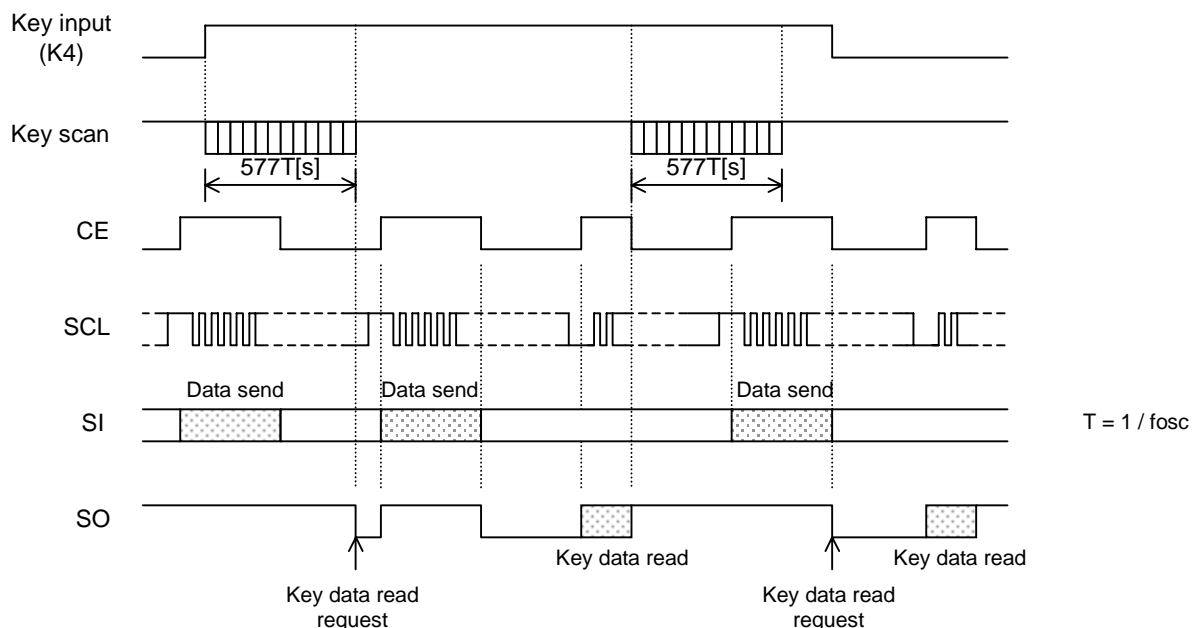 Key input
(K4)
Key scan
577T[s]
577T[s]
CE
SCL
Data send
Data send
Data send
SI
T = 1 / fosc
SO
Key data read
Key data read
Key data read
request
Key data read
request